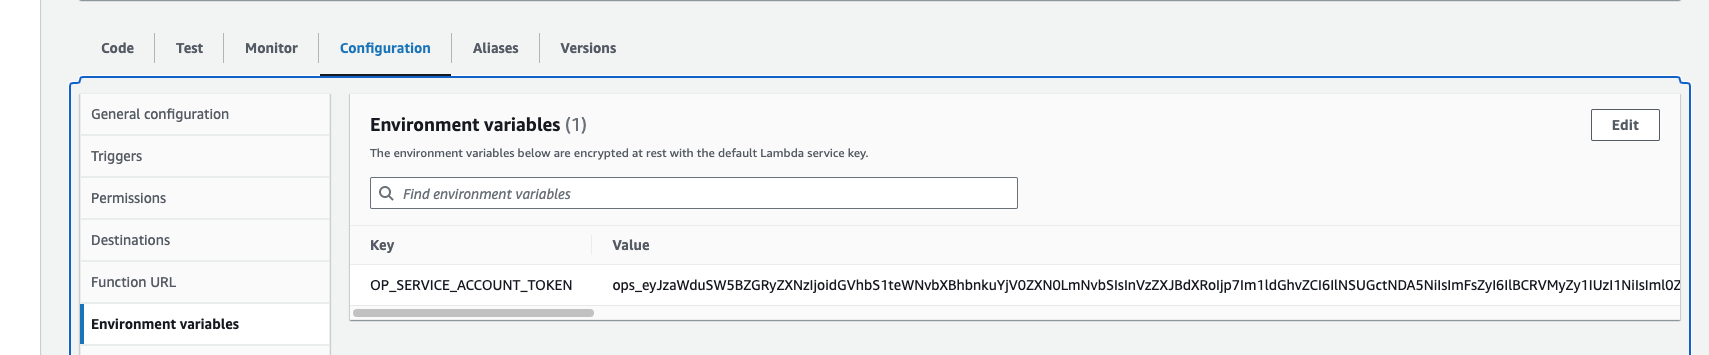 Code Test Monitor Configuration Aliases Versions
General configuration
Triggers
Permissions
Destinations
Function URL
Environment variables
Environment variables (1)
Edit
The environment variables below are encrypted at rest with the default Lambda service key.
Find environment variables
Key Value
OP_SERVICE_ACCOUNT_TOKEN ops_eyJzaWduSW5BZGRyZXNzIjoidGVhbS1teWNvbXBhbnkuYjV0ZXN0LmNvbSIsInVzZXJBdXRoIjp7Im1ldGhvZCI6IlNSUGctNDA5NiIsImFsZyI6IlBCRVMyZy1IUzI1NiIsIml0Z